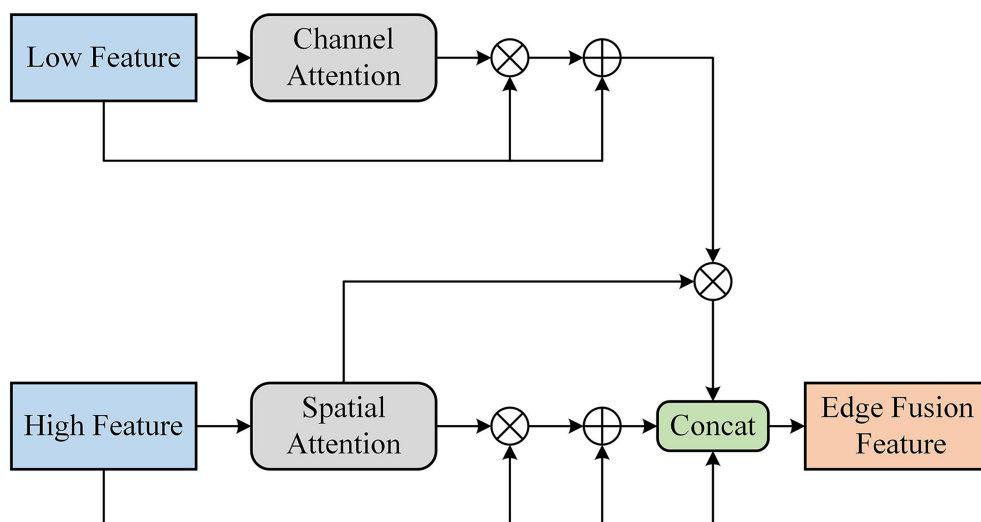 Low Feature
Channel
Attention
High Feature
Spatial
Attention
Concat
Edge Fusion
Feature